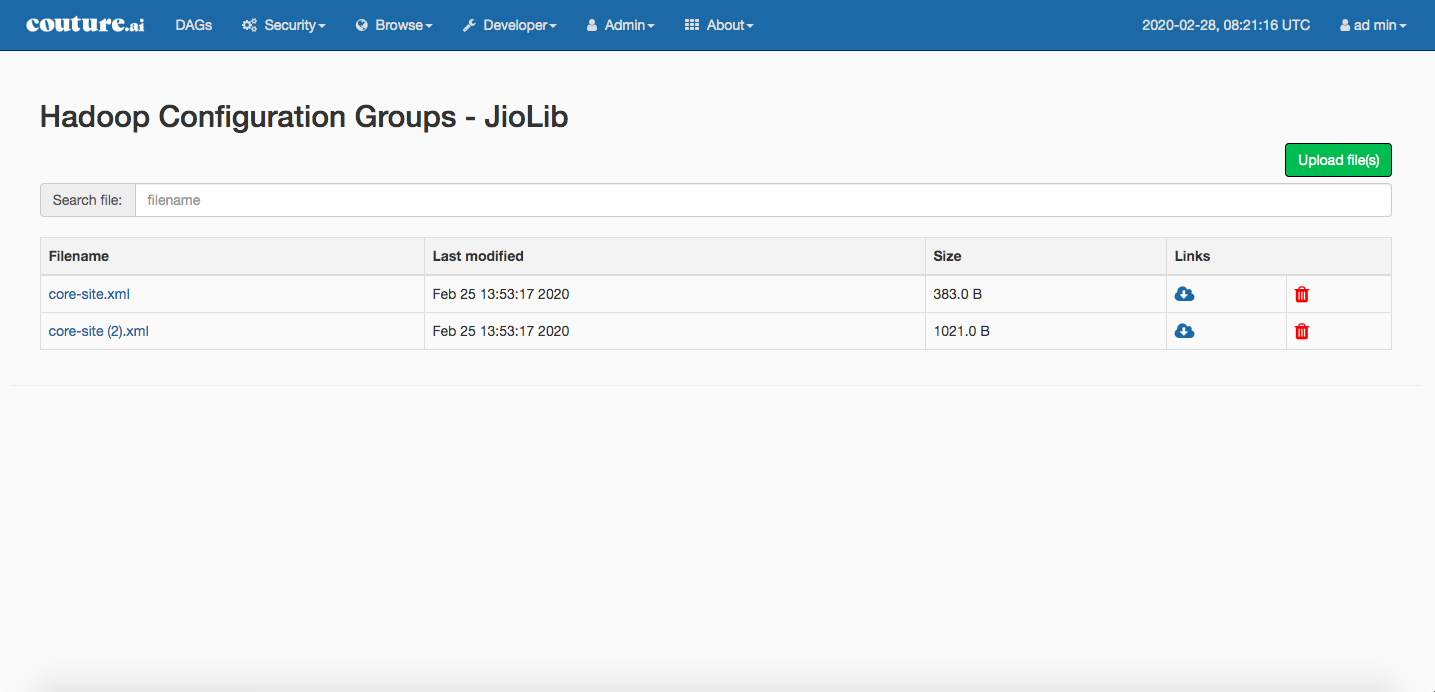 couture.ai DAGs Security Browse Developer Admin About 2020-02-28, 08:21:16 UTC ad min
Hadoop Configuration Groups - JioLib
Upload file(s)
Search file: filename
Filename Last modified Size Links
core-site.xml Feb 25 13:53:17 2020 383.0 B
core-site (2).xml Feb 25 13:53:17 2020 1021.0 B